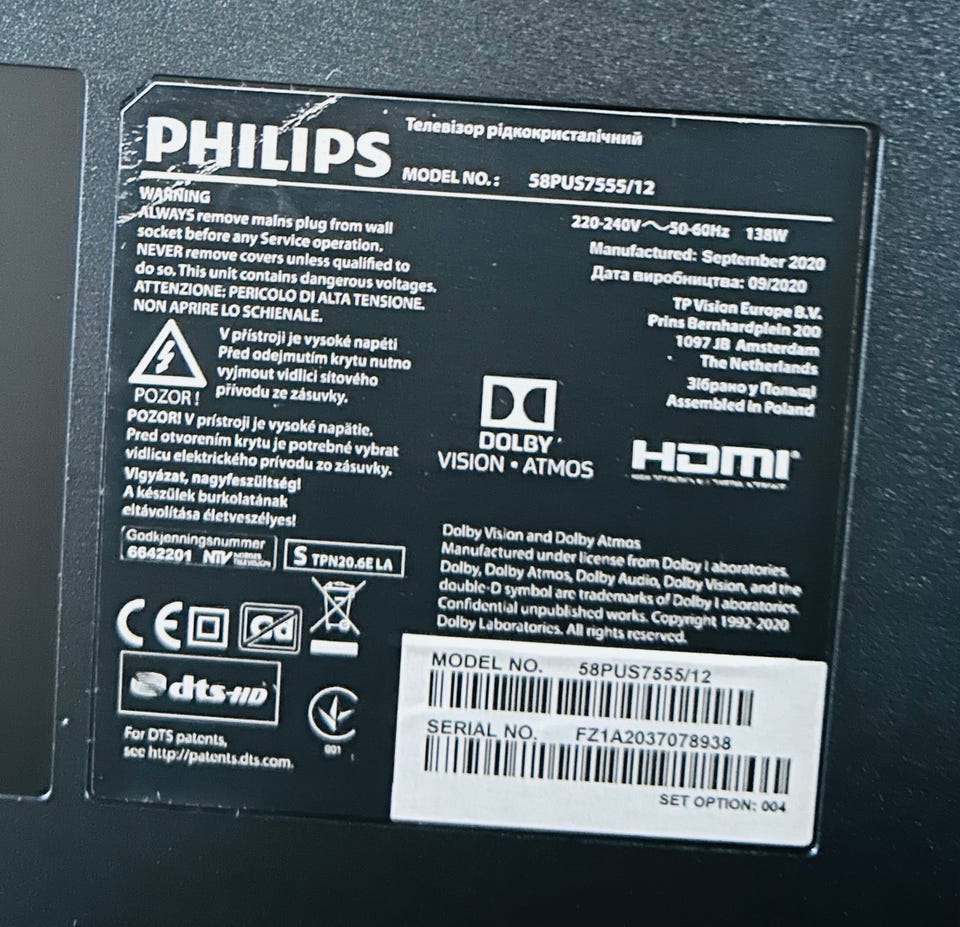 PHILIPS
Телевізор рідкокристалічний
MODEL NO.: 58PUS7555/12
WARNING
ALWAYS remove mains plug from wall
socket before any Service operation.
NEVER remove covers unless qualified to
do so. This unit contains dangerous voltages.
ATTENZIONE: PERICOLO DI ALTA TENSIONE.
NON APRIRE LO SCHIENALE.
V přístroji je vysoké napětí
Před odejmutím krytu nutno
vyjmout vidlici síťového
přívodu ze zásuvky.
POZOR!
POZOR! V prístroji je vysoké napätie.
Pred otvorením krytu je potrebné vybrat
vidlicu elektrického prívodu zo zásuvky.
Vigyázat, nagyfeszültség!
A készülek burkolatának
eltávolítása életveszélyes!
Godkjenningsnummer
6642201 NTV NORGES TELEVISJON
S TPN20.6E LA
220-240V~50-60Hz 138W
Manufactured: September 2020
Дата виробництва: 09/2020
TP Vision Europe B.V.
Prins Bernhardplein 200
1097 JB Amsterdam
The Netherlands
Зібрано у Польщі
Assembled in Poland
DOLBY
VISION • ATMOS
HDMI
Dolby Vision and Dolby Atmos
Manufactured under license from Dolby Laboratories.
Dolby, Dolby Atmos, Dolby Audio, Dolby Vision, and the
double-D symbol are trademarks of Dolby Laboratories.
Confidential unpublished works. Copyright 1992-2020
Dolby Laboratories. All rights reserved.
CE
Cd
dts-HD
001
For DTS patents,
see http://patents.dts.com.
MODEL NO. 58PUS7555/12
SERIAL NO. FZ1A2037078938
SET OPTION: 004